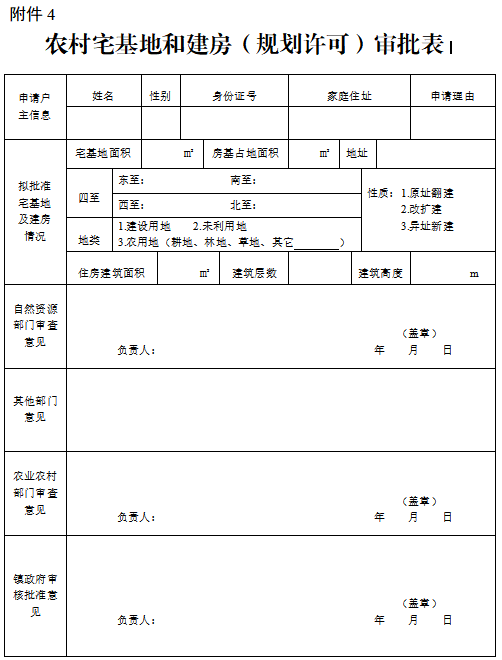 附件 4
农村宅基地和建房（规划许可）审批表
申请户
主信息
姓名 性别 身份证号 家庭住址 申请理由
拟批准
宅基地
及建房
情况
宅基地面积 ㎡ 房基占地面积 ㎡ 地址
四至
东至： 南至：
西至： 北至：
性质：1.原址翻建
2.改扩建
3.异址新建
地类
1.建设用地 2.未利用地
3.农用地（耕地、林地、草地、其它______）
住房建筑面积 ㎡ 建筑层数 建筑高度 m
自然资源
部门审查
意见
（盖章）
负责人： 年 月 日
其他部门
意见
农业农村
部门审查
意见
（盖章）
负责人： 年 月 日
镇政府审
核批准意
见
（盖章）
负责人： 年 月 日